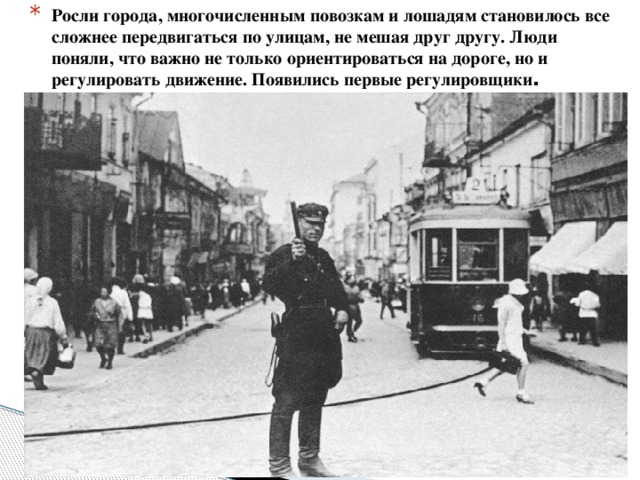 * Росли города, многочисленным повозкам и лошадям становилось все
сложнее передвигаться по улицам, не мешая друг другу. Люди
поняли, что важно не только ориентироваться на дороге, но и
регулировать движение. Появились первые регулировщики.
2